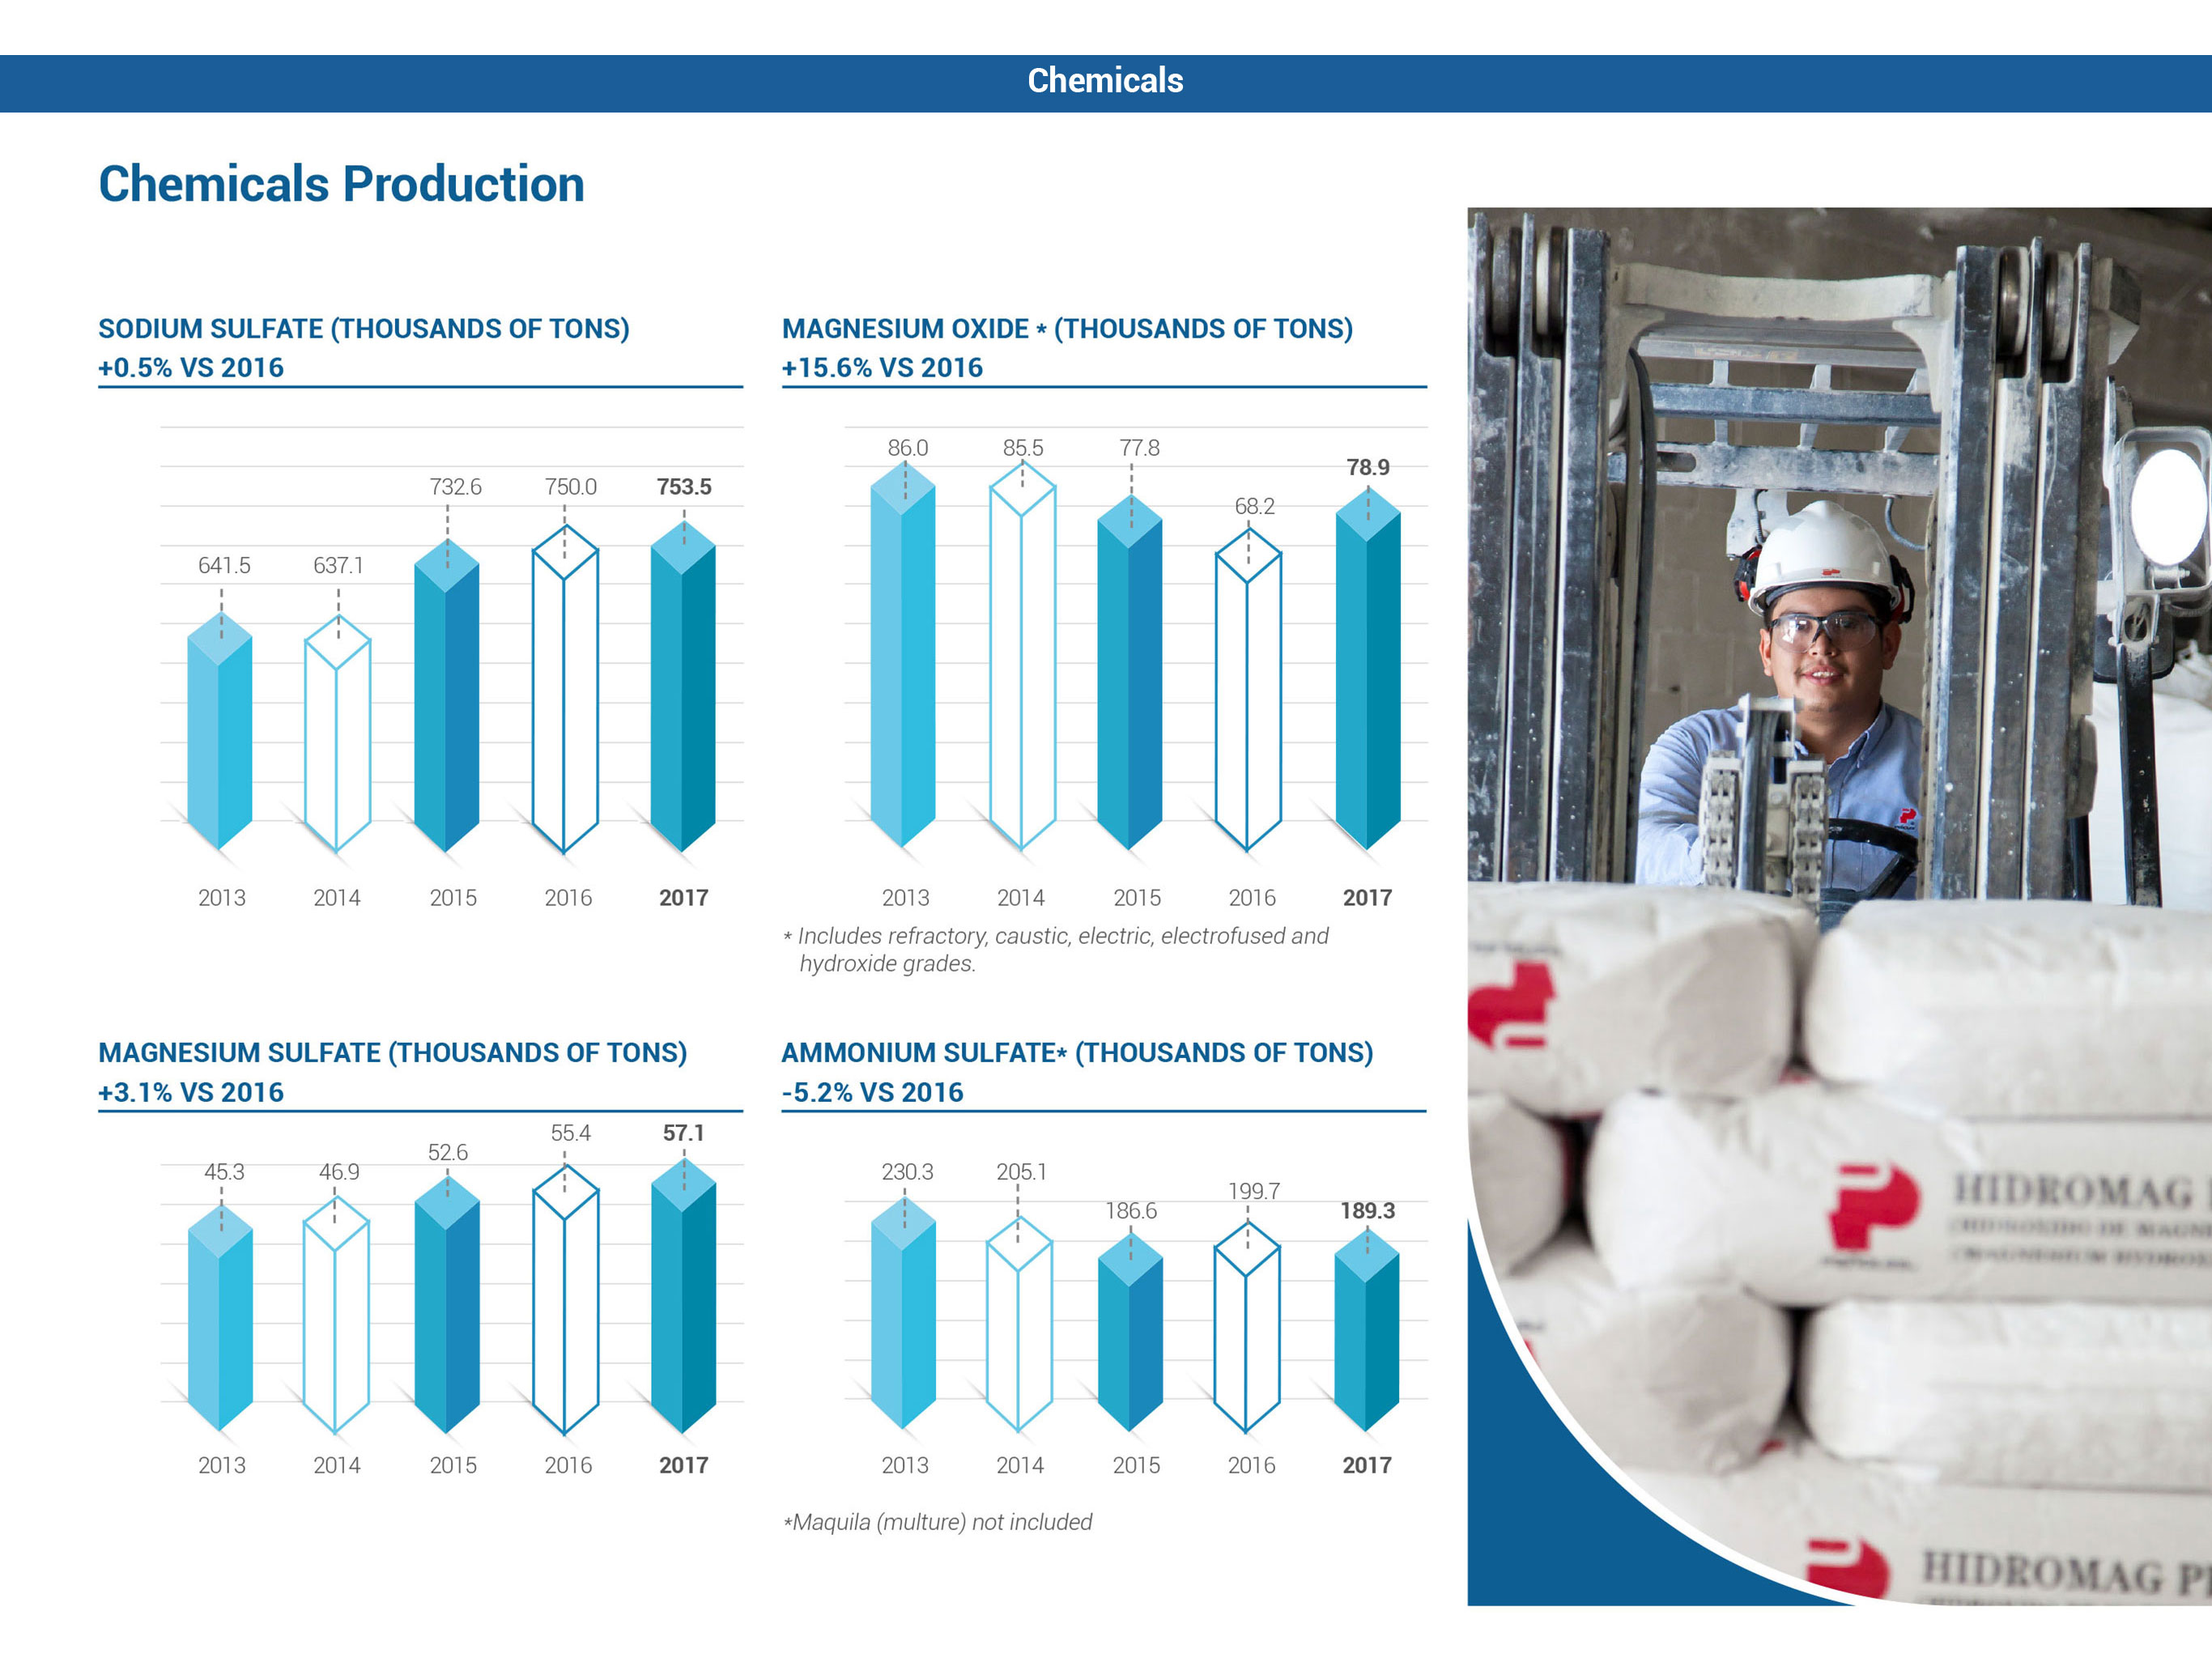 Chemicals
Chemicals Production
SODIUM SULFATE (THOUSANDS OF TONS)
+0.5% VS 2016
641.5
637.1
732.6
750.0
753.5
2013
2014
2015
2016
2017
MAGNESIUM OXIDE * (THOUSANDS OF TONS)
+15.6% VS 2016
86.0
85.5
77.8
68.2
78.9
2013
2014
2015
2016
2017
* Includes refractory, caustic, electric, electrofused and
hydroxide grades.
MAGNESIUM SULFATE (THOUSANDS OF TONS)
+3.1% VS 2016
45.3
46.9
52.6
55.4
57.1
2013
2014
2015
2016
2017
AMMONIUM SULFATE* (THOUSANDS OF TONS)
-5.2% VS 2016
230.3
205.1
186.6
199.7
189.3
2013
2014
2015
2016
2017
*Maquila (multure) not included
HIDROMAG
HIDROMAG